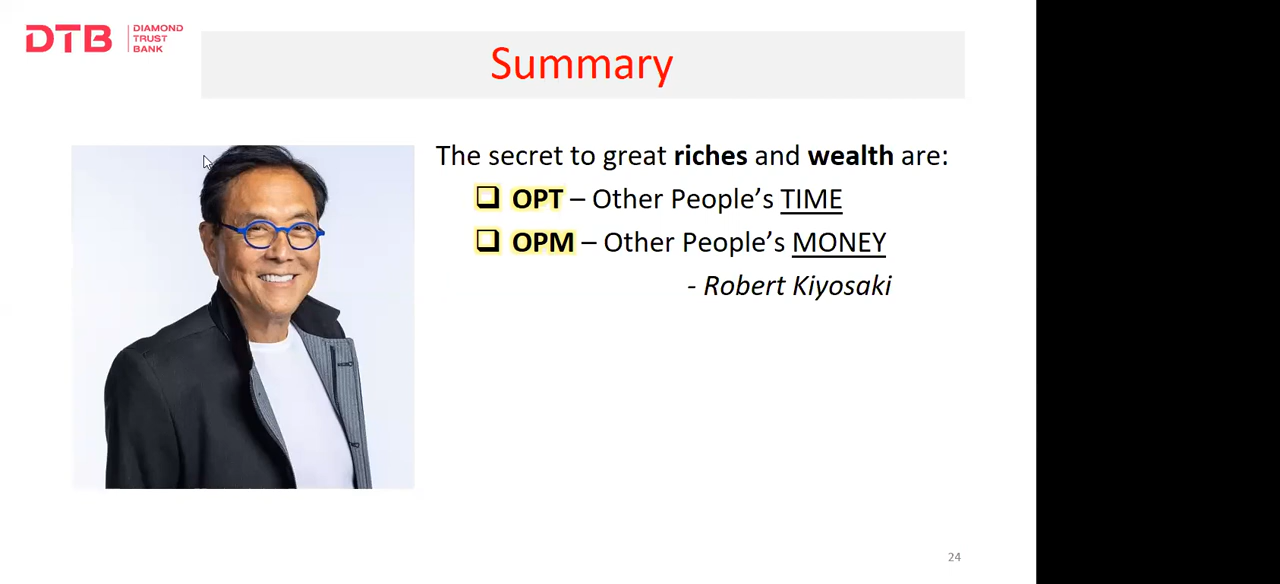 DTB
DIAMOND
TRUST
BANK
Summary
The secret to great riches and wealth are:
OPT – Other People's TIME
OPM – Other People's MONEY
- Robert Kiyosaki
24